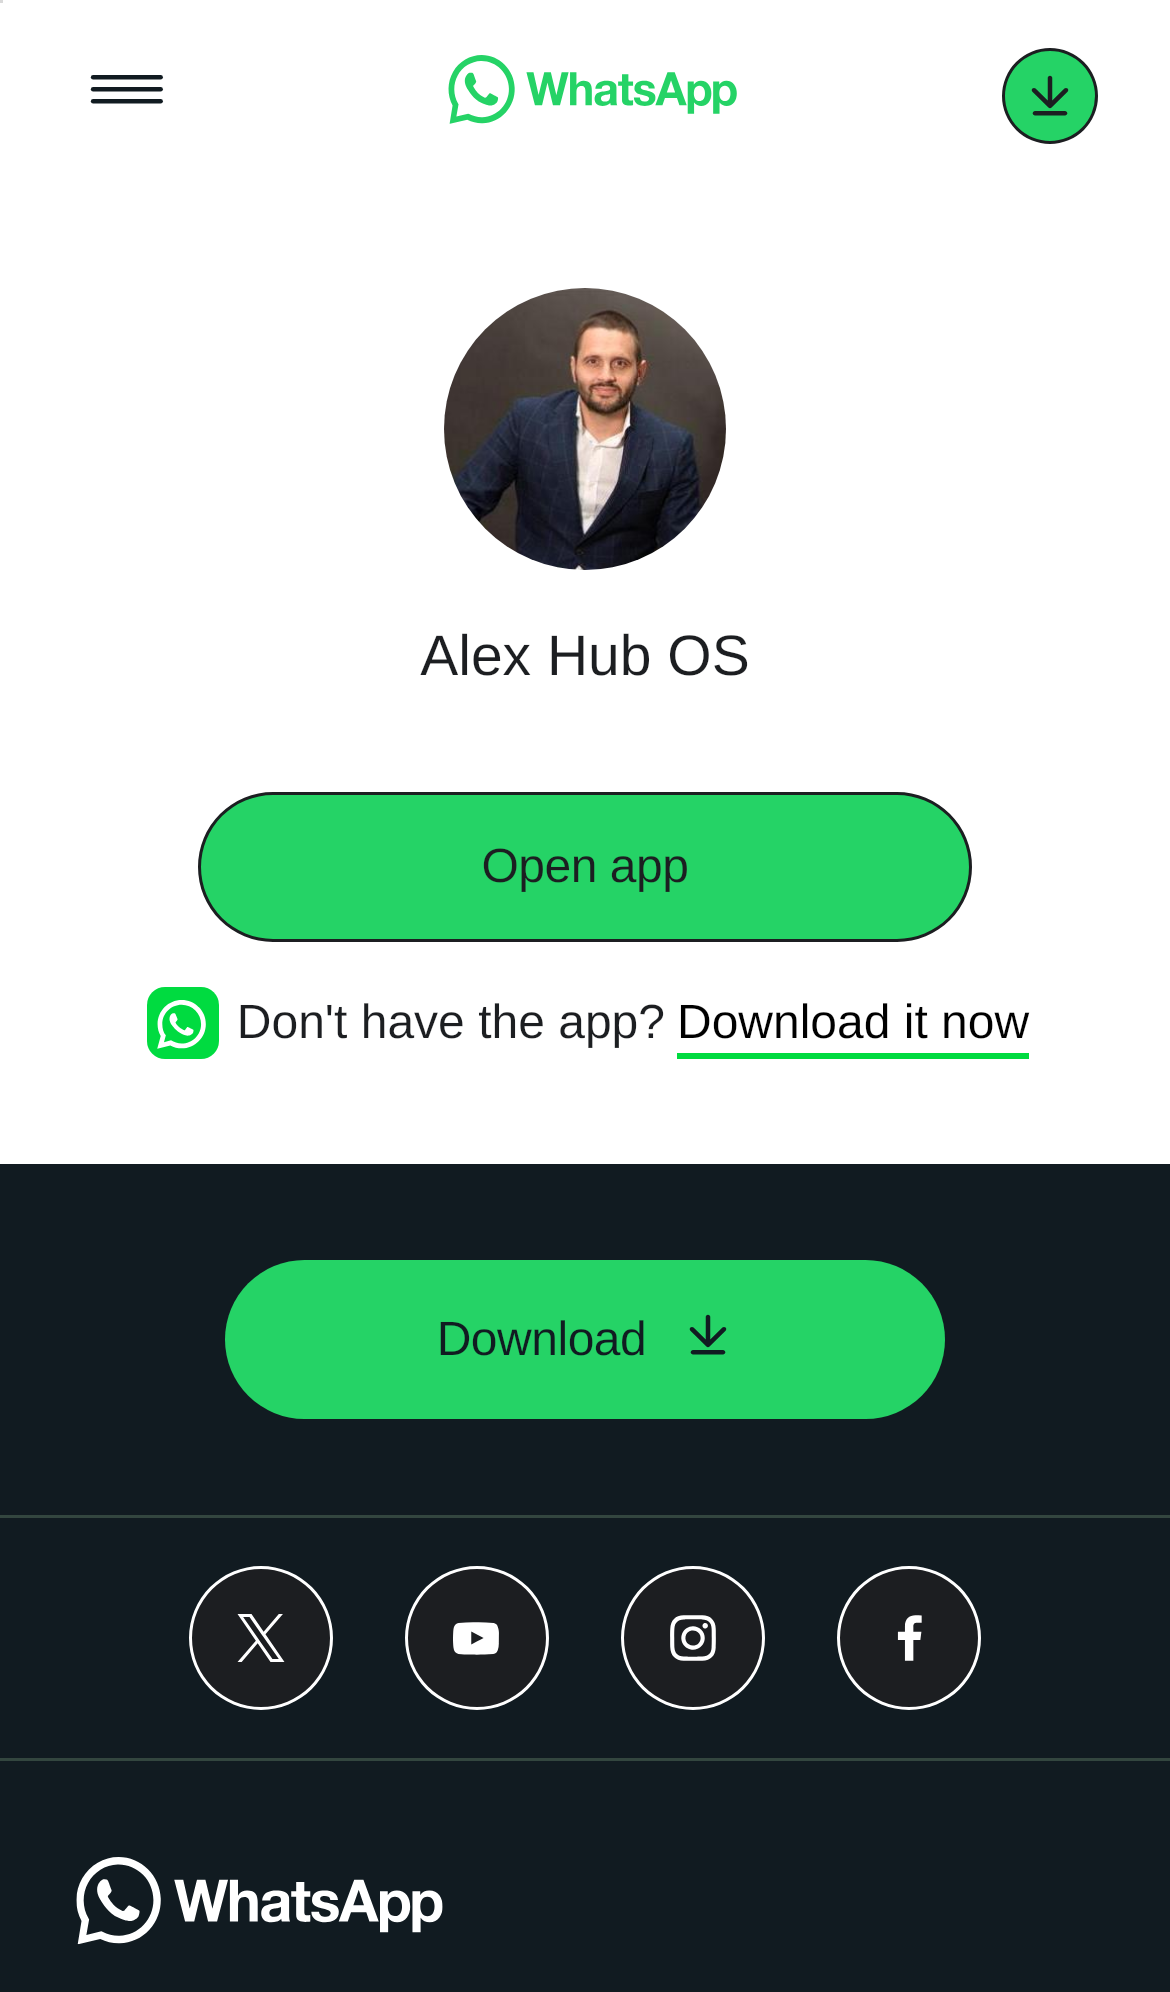 WhatsApp
Alex Hub OS
Open app
Don't have the app? Download it now
Download
WhatsApp